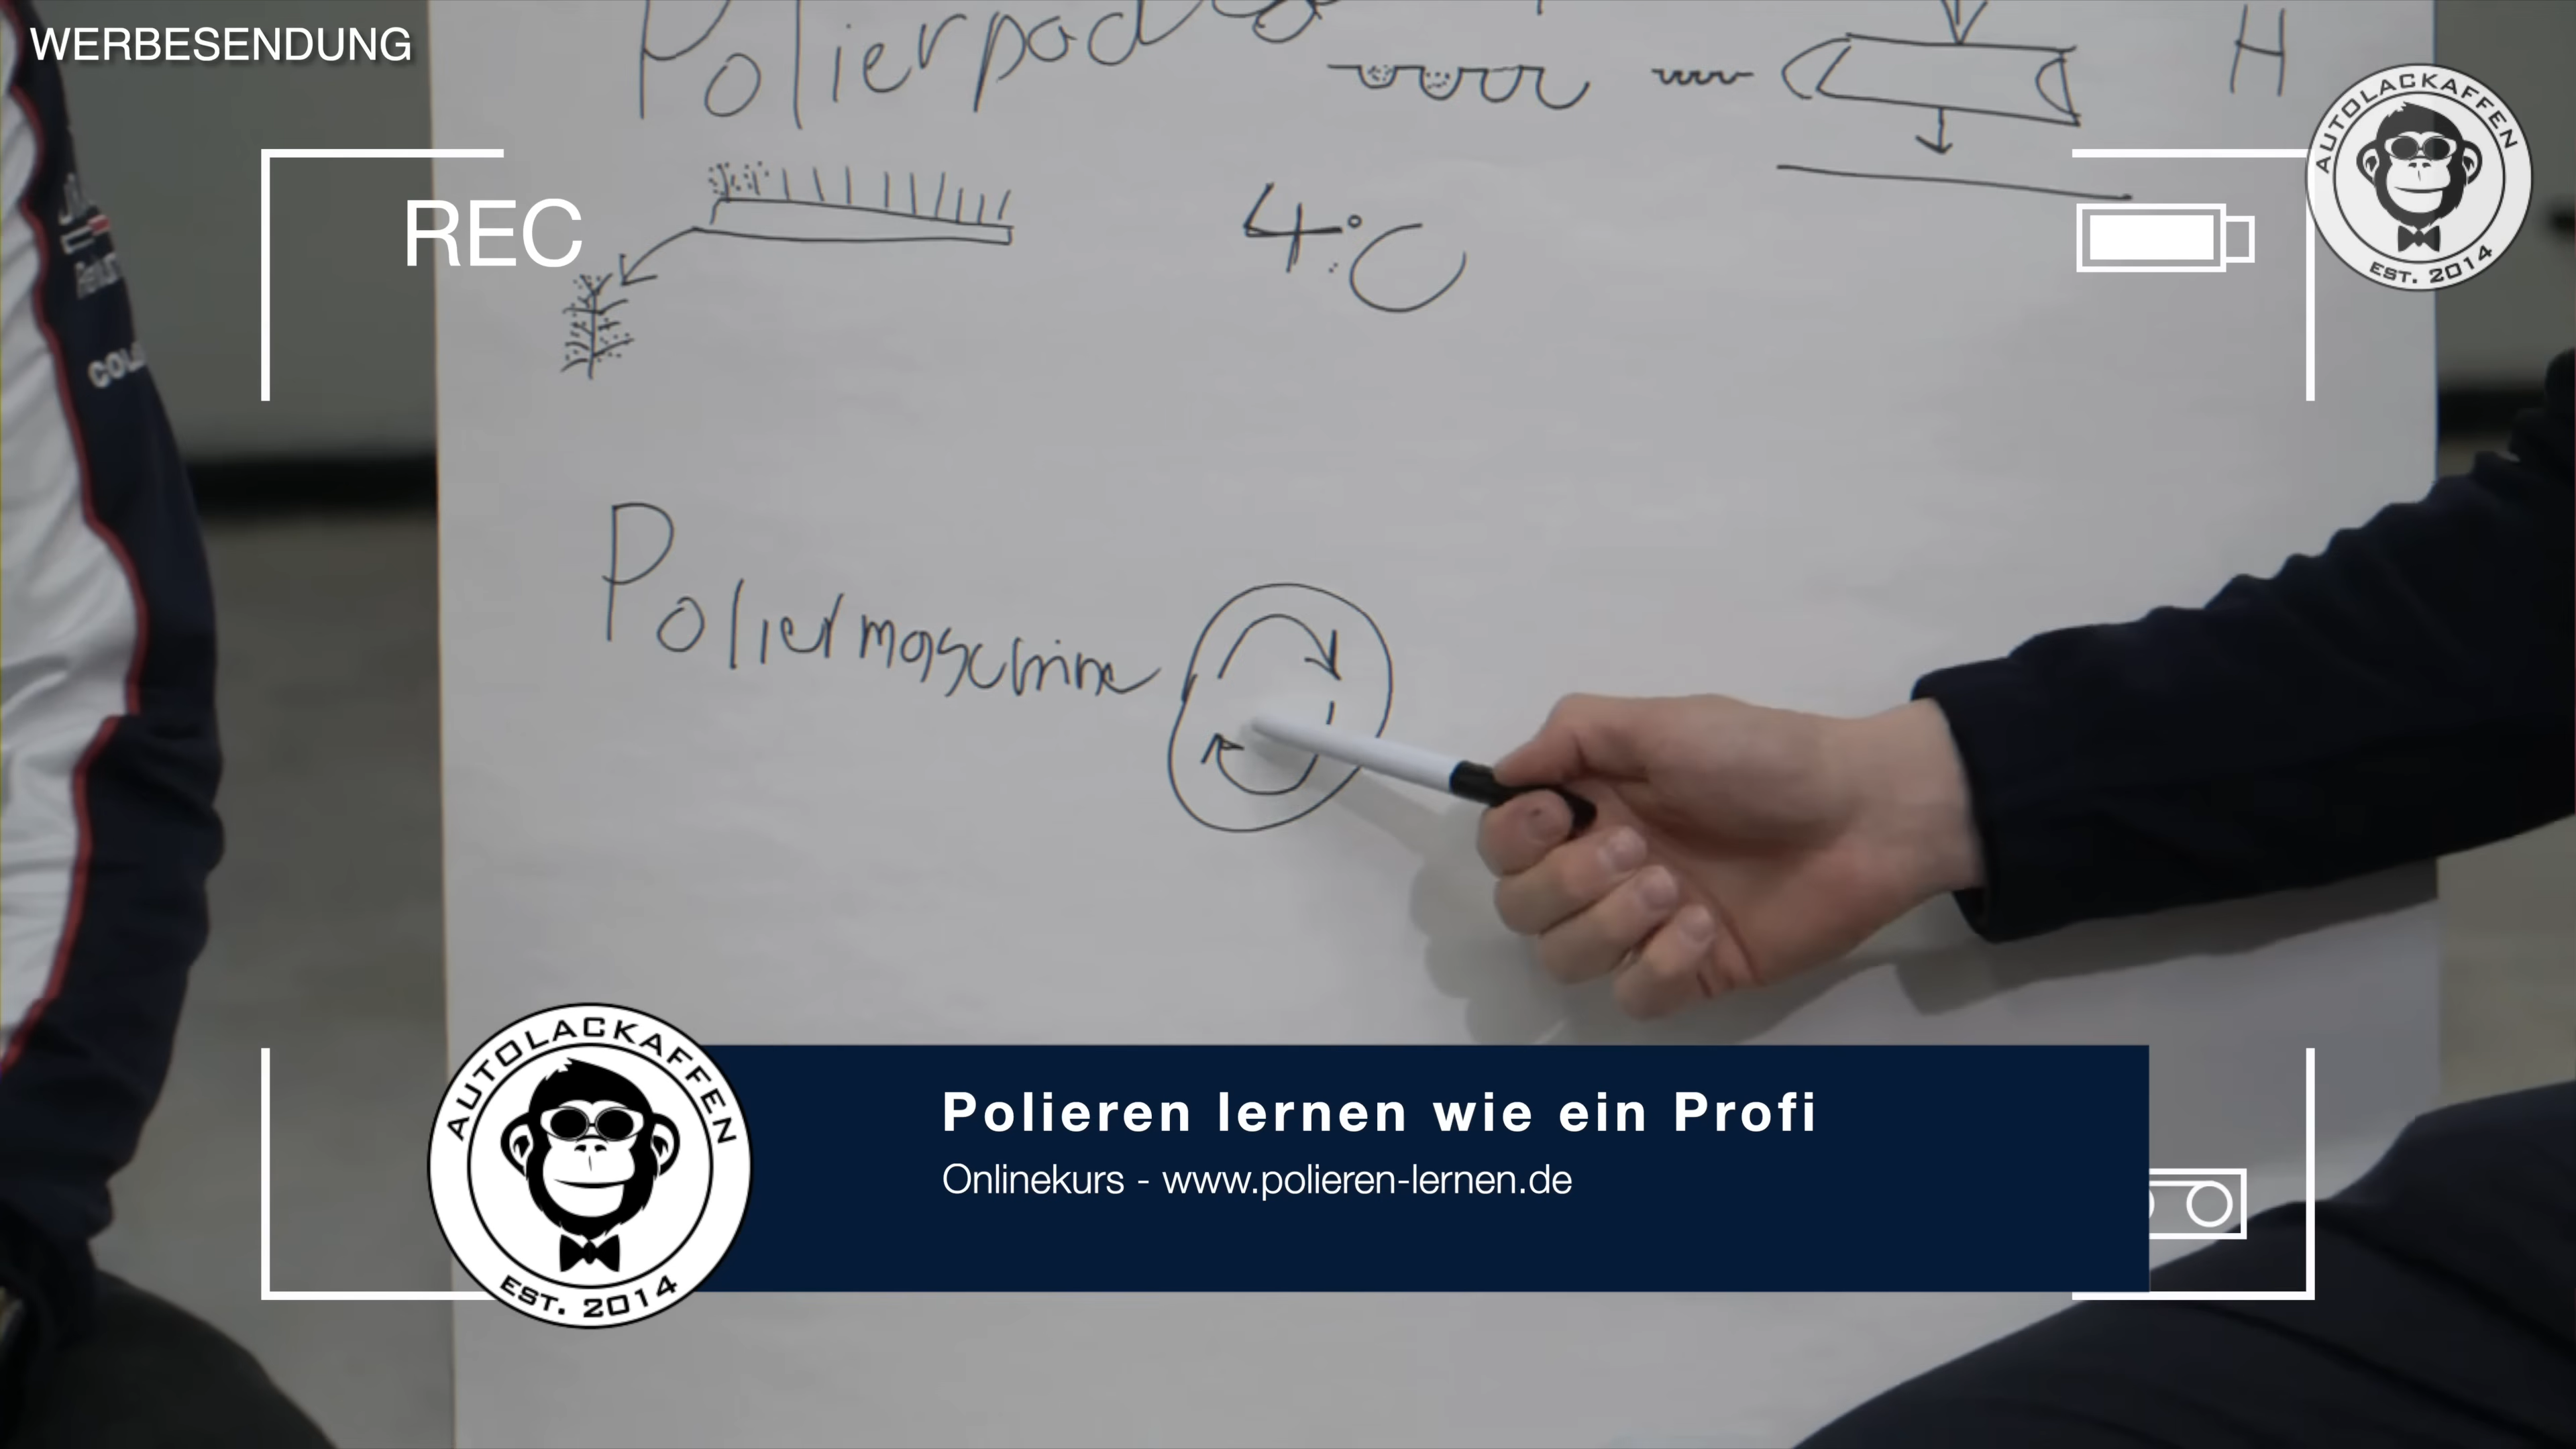 WERBESENDUNG
Polierpad
H
AUTOLACKAFFEN
EST. 2014
REC
4°C
COL
Poliermaschine
AUTOLACKAFFEN
EST. 2014
Polieren lernen wie ein Profi
Onlinekurs - www.polieren-lernen.de